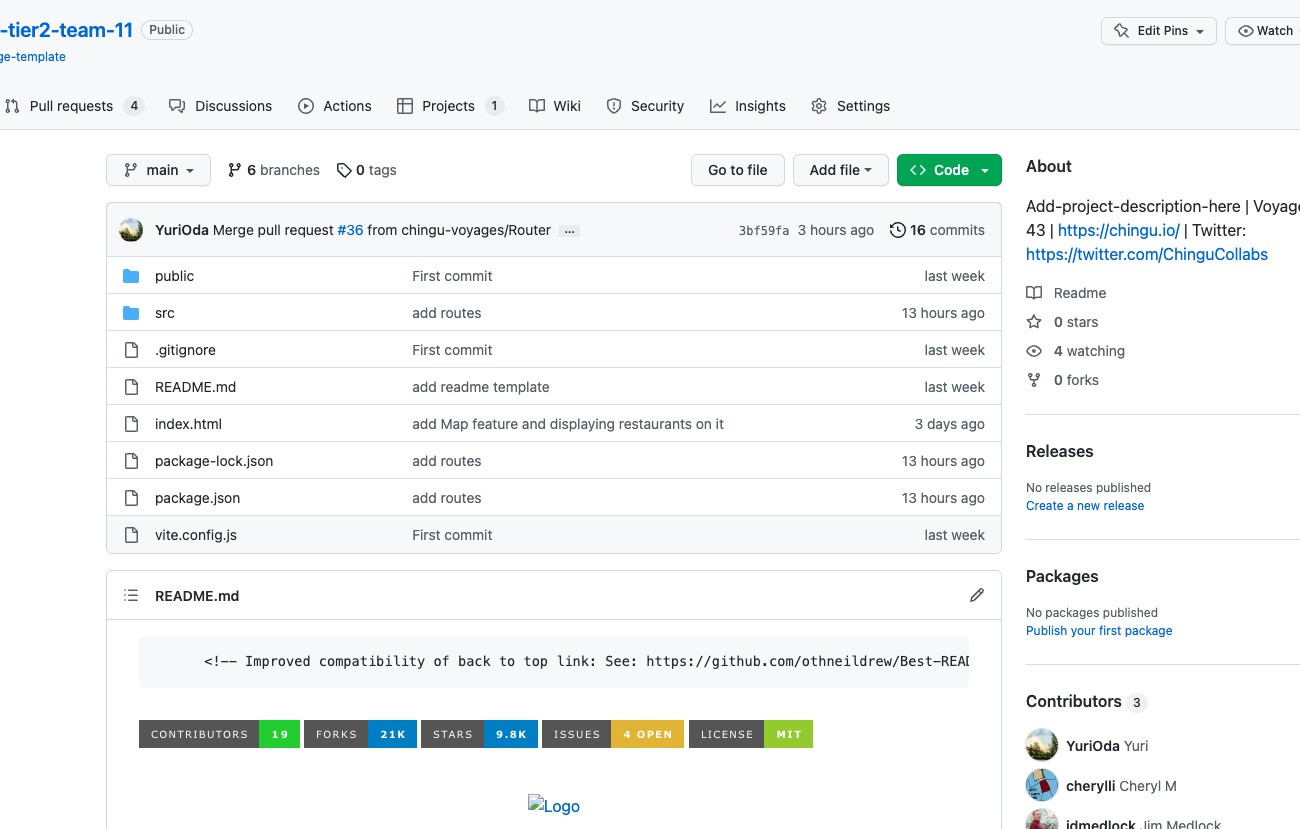 -tier2-team-11 Public
ge-template
Edit Pins
Watch
Pull requests 4 Discussions Actions Projects 1 Wiki Security Insights Settings
main 6 branches 0 tags
Go to file Add file Code
YuriOda Merge pull request #36 from chingu-voyages/Router ... 3bf59fa 3 hours ago 16 commits
public First commit last week
src add routes 13 hours ago
.gitignore First commit last week
README.md add readme template last week
index.html add Map feature and displaying restaurants on it 3 days ago
package-lock.json add routes 13 hours ago
package.json add routes 13 hours ago
vite.config.js First commit last week
README.md
<!-- Improved compatibility of back to top link: See: https://github.com/othneildrew/Best-READ
CONTRIBUTORS 19 FORKS 21K STARS 9.8K ISSUES 4 OPEN LICENSE MIT
Logo
About
Add-project-description-here | Voyage
43 | https://chingu.io/ | Twitter:
https://twitter.com/ChinguCollabs
Readme
0 stars
4 watching
0 forks
Releases
No releases published
Create a new release
Packages
No packages published
Publish your first package
Contributors 3
YuriOda Yuri
cherylli Cheryl M
jdmedlock Jim Medlock